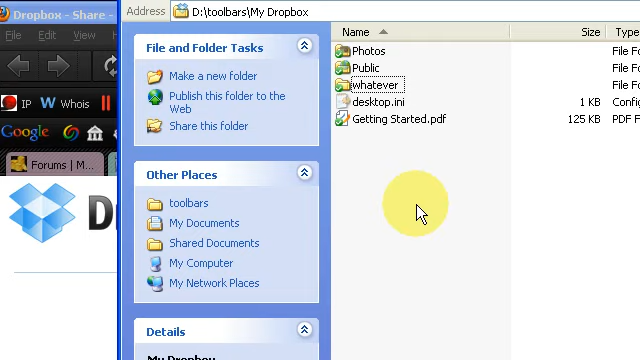 Dropbox - Share -
Address D:\toolbars\My Dropbox
File Edit View
IP Whois
Google
Forums | M...
File and Folder Tasks
Make a new folder
Publish this folder to the
Web
Share this folder
Other Places
toolbars
My Documents
Shared Documents
My Computer
My Network Places
Details
My Dropbox
Name Size Type
Photos File Fo
Public File Fo
whatever File Fo
desktop.ini 1 KB Config
Getting Started.pdf 125 KB PDF F